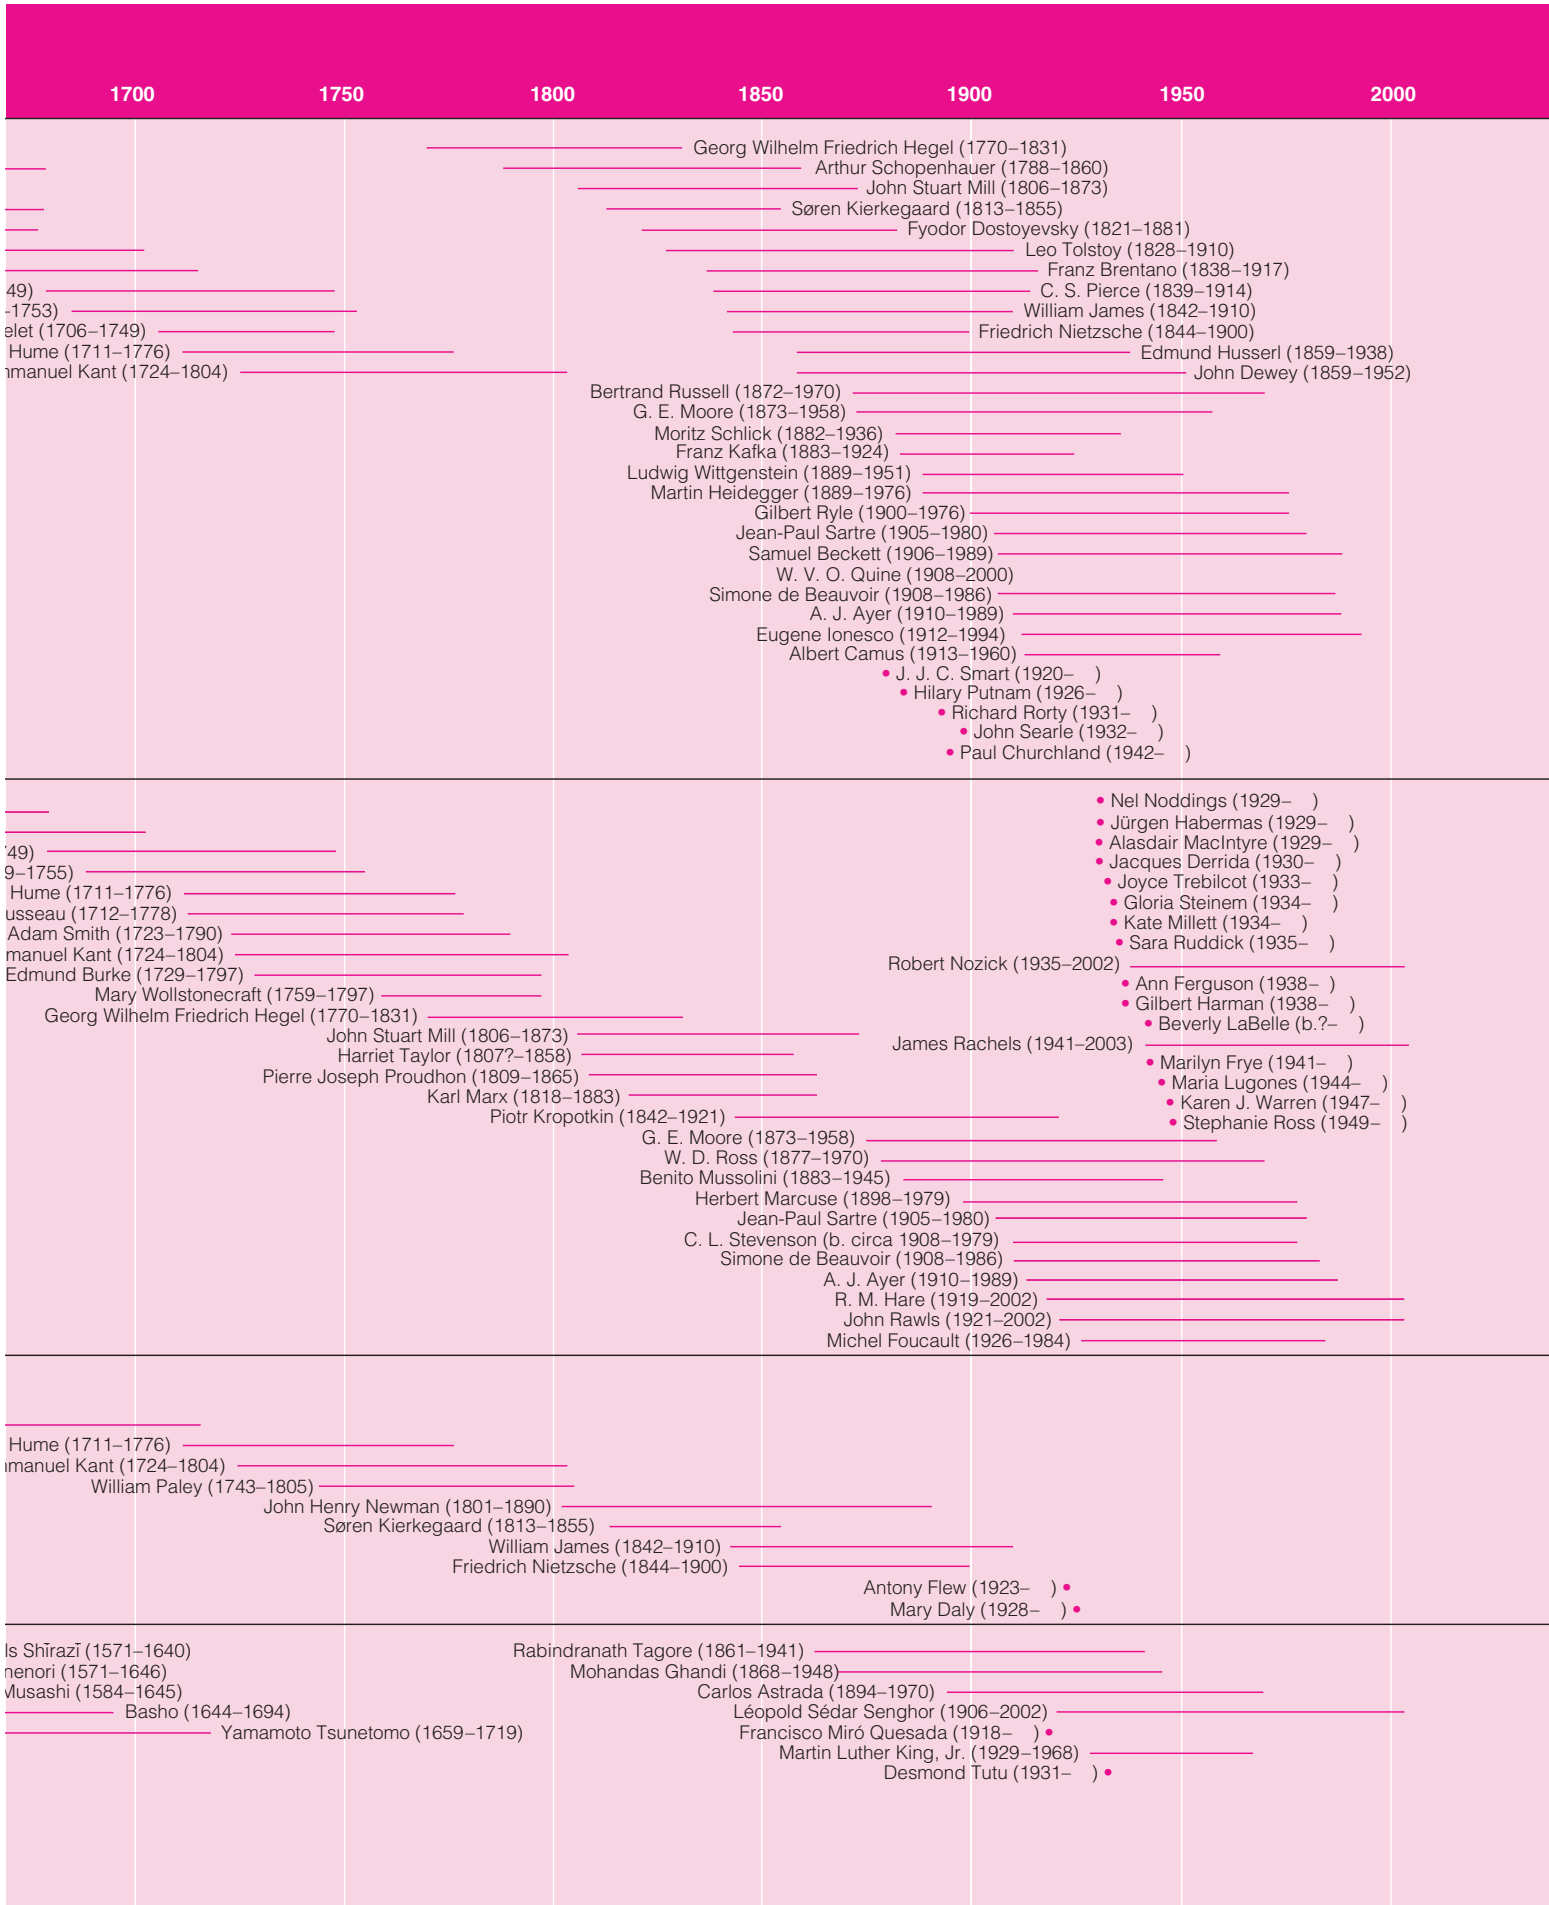 1700 1750 1800 1850 1900 1950 2000
Georg Wilhelm Friedrich Hegel (1770–1831)
Arthur Schopenhauer (1788–1860)
John Stuart Mill (1806–1873)
Søren Kierkegaard (1813–1855)
Fyodor Dostoyevsky (1821–1881)
Leo Tolstoy (1828–1910)
Franz Brentano (1838–1917)
49) C. S. Pierce (1839–1914)
–1753) William James (1842–1910)
elet (1706–1749) Friedrich Nietzsche (1844–1900)
Hume (1711–1776) Edmund Husserl (1859–1938)
mmanuel Kant (1724–1804) John Dewey (1859–1952)
Bertrand Russell (1872–1970)
G. E. Moore (1873–1958)
Moritz Schlick (1882–1936)
Franz Kafka (1883–1924)
Ludwig Wittgenstein (1889–1951)
Martin Heidegger (1889–1976)
Gilbert Ryle (1900–1976)
Jean-Paul Sartre (1905–1980)
Samuel Beckett (1906–1989)
W. V. O. Quine (1908–2000)
Simone de Beauvoir (1908–1986)
A. J. Ayer (1910–1989)
Eugene Ionesco (1912–1994)
Albert Camus (1913–1960)
• J. J. C. Smart (1920– )
• Hilary Putnam (1926– )
• Richard Rorty (1931– )
• John Searle (1932– )
• Paul Churchland (1942– )
• Nel Noddings (1929– )
• Jürgen Habermas (1929– )
• Alasdair MacIntyre (1929– )
749) • Jacques Derrida (1930– )
9–1755) • Joyce Trebilcot (1933– )
Hume (1711–1776) • Gloria Steinem (1934– )
usseau (1712–1778) • Kate Millett (1934– )
Adam Smith (1723–1790) • Sara Ruddick (1935– )
manuel Kant (1724–1804) Robert Nozick (1935–2002)
Edmund Burke (1729–1797) • Ann Ferguson (1938– )
Mary Wollstonecraft (1759–1797) • Gilbert Harman (1938– )
Georg Wilhelm Friedrich Hegel (1770–1831) • Beverly LaBelle (b.?– )
John Stuart Mill (1806–1873) James Rachels (1941–2003)
Harriet Taylor (1807?–1858) • Marilyn Frye (1941– )
Pierre Joseph Proudhon (1809–1865) • Maria Lugones (1944– )
Karl Marx (1818–1883) • Karen J. Warren (1947– )
Piotr Kropotkin (1842–1921) • Stephanie Ross (1949– )
G. E. Moore (1873–1958)
W. D. Ross (1877–1970)
Benito Mussolini (1883–1945)
Herbert Marcuse (1898–1979)
Jean-Paul Sartre (1905–1980)
C. L. Stevenson (b. circa 1908–1979)
Simone de Beauvoir (1908–1986)
A. J. Ayer (1910–1989)
R. M. Hare (1919–2002)
John Rawls (1921–2002)
Michel Foucault (1926–1984)
Hume (1711–1776)
mmanuel Kant (1724–1804)
William Paley (1743–1805)
John Henry Newman (1801–1890)
Søren Kierkegaard (1813–1855)
William James (1842–1910)
Friedrich Nietzsche (1844–1900)
Antony Flew (1923– ) •
Mary Daly (1928– ) •
ls Shīrazī (1571–1640) Rabindranath Tagore (1861–1941)
nenori (1571–1646) Mohandas Ghandi (1868–1948)
Musashi (1584–1645) Carlos Astrada (1894–1970)
Basho (1644–1694) Léopold Sédar Senghor (1906–2002)
Yamamoto Tsunetomo (1659–1719) Francisco Miró Quesada (1918– ) •
Martin Luther King, Jr. (1929–1968)
Desmond Tutu (1931– ) •